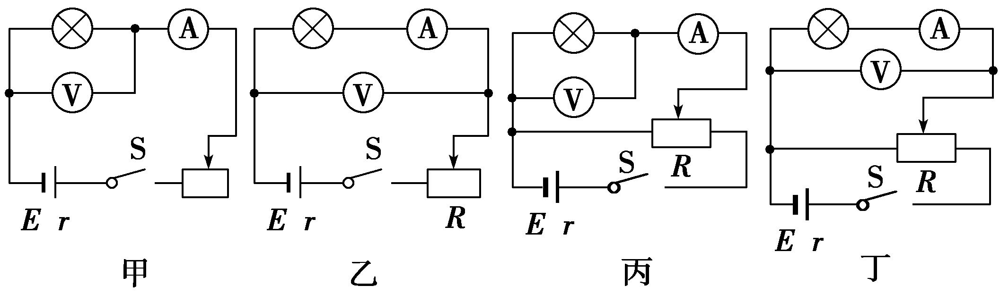 A A A A
V V V V
S S S S
R R R
E r E r E r E r
甲 乙 丙 丁